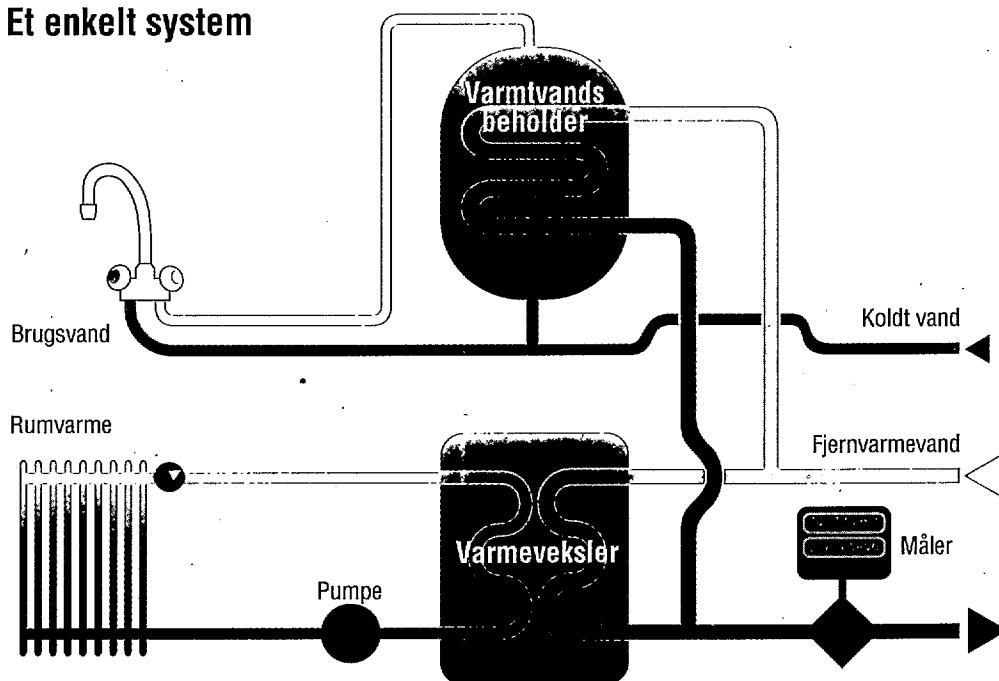 Et enkelt system
Varmtvands
beholder
Brugsvand
Koldt vand
Rumvarme
Fjernvarmevand
Varmeveksler
Måler
Pumpe